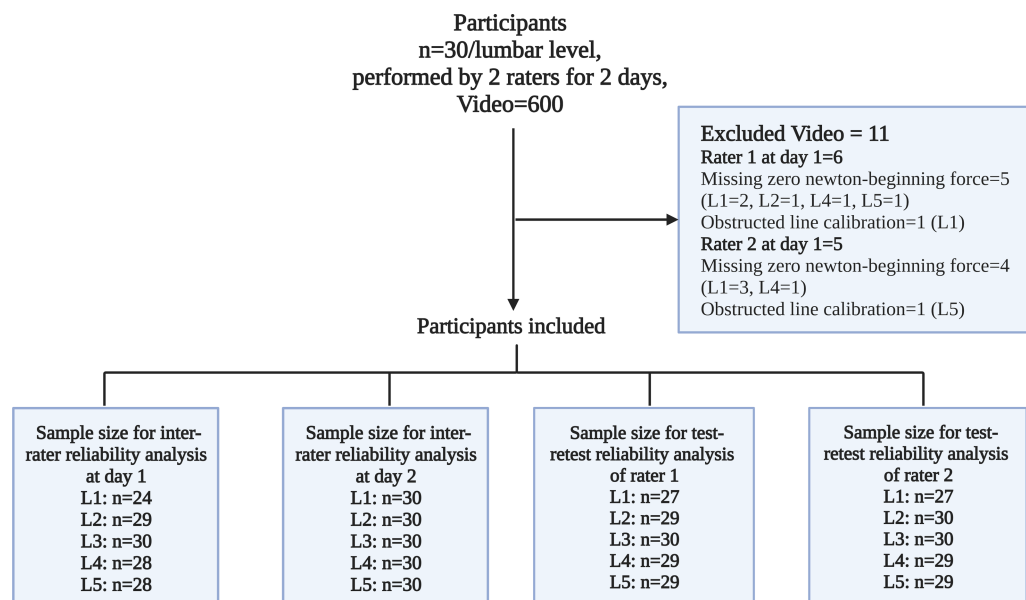 Participants
n=30/lumbar level,
performed by 2 raters for 2 days,
Video=600
Excluded Video = 11
Rater 1 at day 1=6
Missing zero newton-beginning force=5
(L1=2, L2=1, L4=1, L5=1)
Obstructed line calibration=1 (L1)
Rater 2 at day 1=5
Missing zero newton-beginning force=4
(L1=3, L4=1)
Obstructed line calibration=1 (L5)
Participants included
Sample size for inter-
rater reliability analysis
at day 1
L1: n=24
L2: n=29
L3: n=30
L4: n=28
L5: n=28
Sample size for inter-
rater reliability analysis
at day 2
L1: n=30
L2: n=30
L3: n=30
L4: n=30
L5: n=30
Sample size for test-
retest reliability analysis
of rater 1
L1: n=27
L2: n=29
L3: n=30
L4: n=29
L5: n=29
Sample size for test-
retest reliability analysis
of rater 2
L1: n=27
L2: n=30
L3: n=30
L4: n=29
L5: n=29